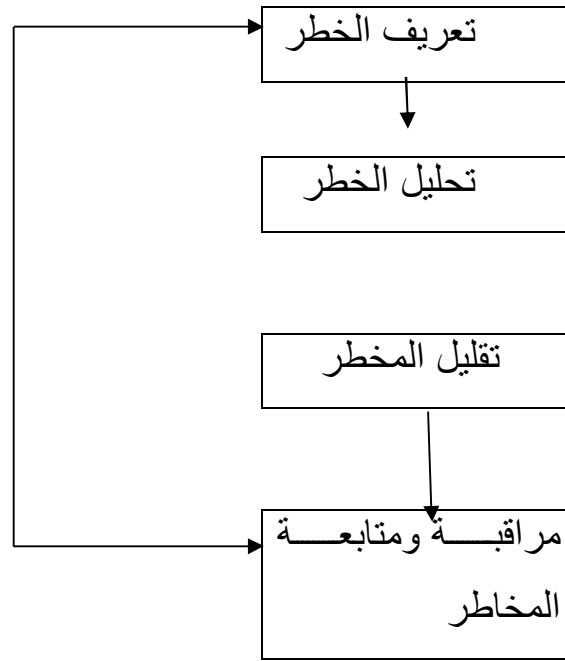 تعريف الخطر
تحليل الخطر
تقليل المخطر
مراقبـــــة ومتابعـــــة
المخاطر